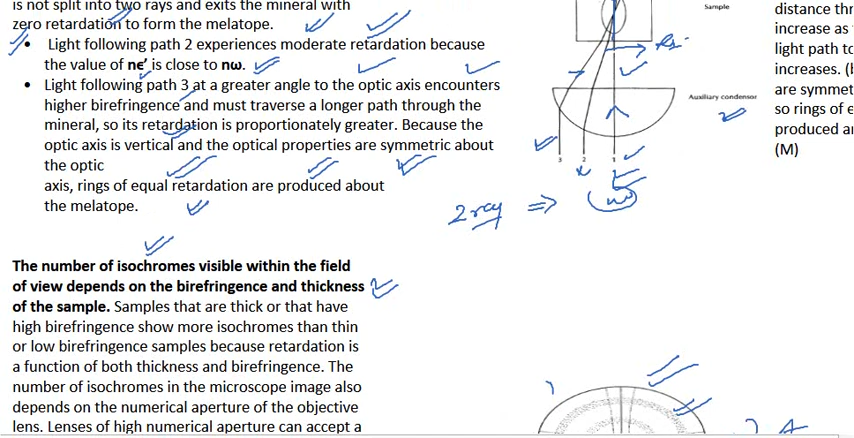 is not split into two rays and exits the mineral with
zero retardation to form the melatope.
• Light following path 2 experiences moderate retardation because
the value of ne′ is close to nω.
• Light following path 3 at a greater angle to the optic axis encounters
higher birefringence and must traverse a longer path through the
mineral, so its retardation is proportionately greater. Because the
optic axis is vertical and the optical properties are symmetric about
the optic
axis, rings of equal retardation are produced about
the melatope.
The number of isochromes visible within the field
of view depends on the birefringence and thickness
of the sample. Samples that are thick or that have
high birefringence show more isochromes than thin
or low birefringence samples because retardation is
a function of both thickness and birefringence. The
number of isochromes in the microscope image also
depends on the numerical aperture of the objective
lens. Lenses of high numerical aperture can accept a
Sample
Auxiliary condensor
3 2 1
2 ray ⇒
distance thr
increase as
light path to
increases. (
are symmet
so rings of e
produced a
(M)